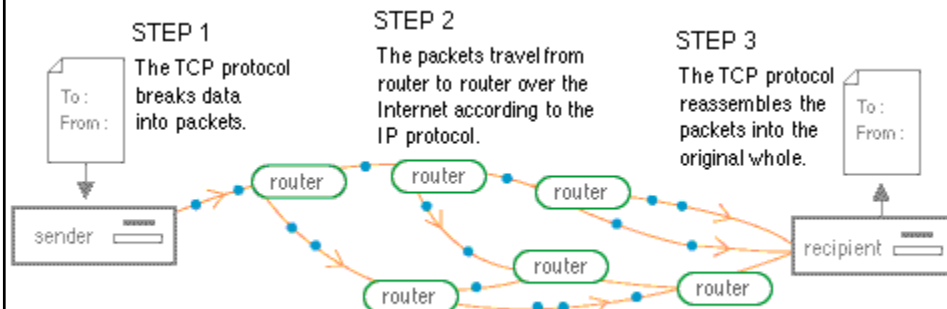 STEP 1
The TCP protocol
breaks data
into packets.
To :
From :
sender
STEP 2
The packets travel from
router to router over the
Internet according to the
IP protocol.
router
router
router
router
router
router
STEP 3
The TCP protocol
reassembles the
packets into the
original whole.
To :
From :
recipient